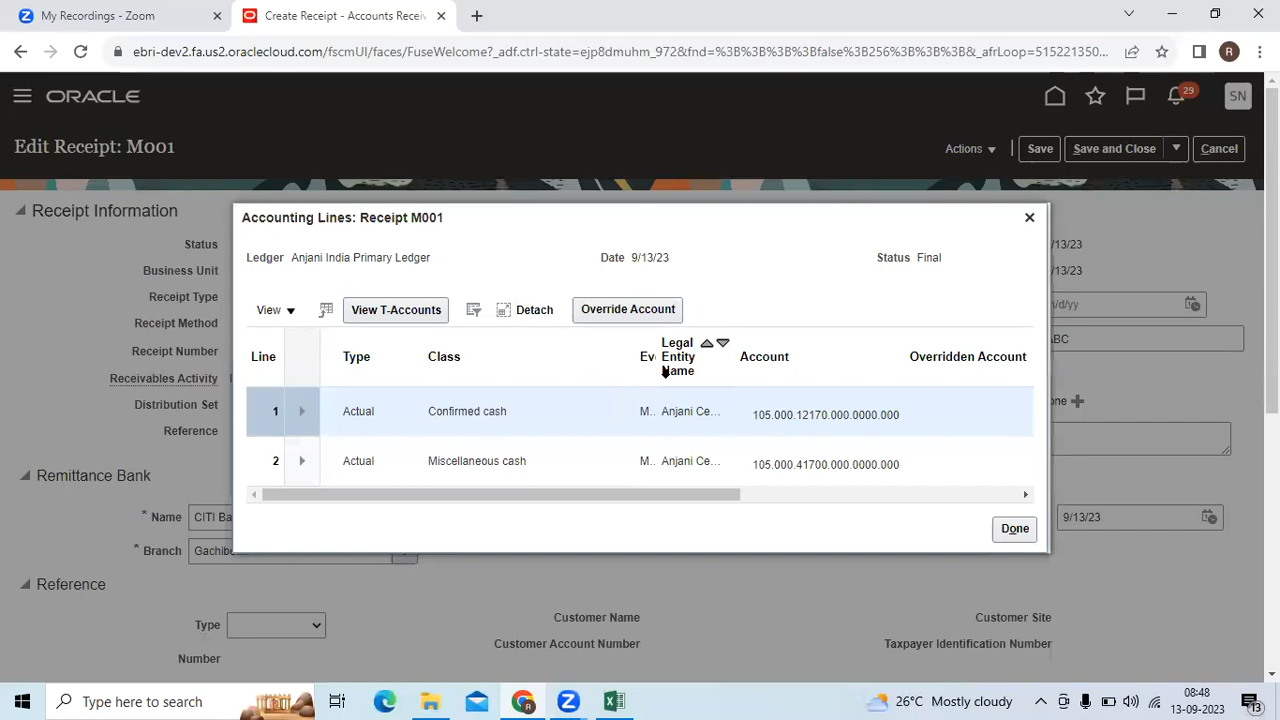 My Recordings - Zoom
Create Receipt - Accounts Receiv
ebri-dev2.fa.us2.oraclecloud.com/fscmUI/faces/FuseWelcome?_adf.ctrl-state=ejp8dmuhm_972&fnd=%3B%3B%3B%3Bfalse%3B256%3B%3B%3B&_afrLoop=515221350...
R
ORACLE
29
SN
Edit Receipt: M001
Actions
Save
Save and Close
Cancel
Receipt Information
Status
/13/23
Business Unit
/13/23
Receipt Type
/dd/yy
Receipt Method
BC
Receipt Number
Receivables Activity
Distribution Set
one
Reference
Accounting Lines: Receipt M001
Ledger Anjani India Primary Ledger
Date 9/13/23
Status Final
View
View T-Accounts
Detach
Override Account
Line Type Class Ev Legal Entity Name Account Overridden Account
1 Actual Confirmed cash M.. Anjani Ce... 105.000.12170.000.0000.000
2 Actual Miscellaneous cash M.. Anjani Ce... 105.000.41700.000.0000.000
Done
Remittance Bank
* Name CITI Ba
9/13/23
* Branch Gachib
Reference
Type
Customer Name
Customer Site
Customer Account Number
Taxpayer Identification Number
Number
Type here to search
26°C Mostly cloudy
08:48
13-09-2023
13